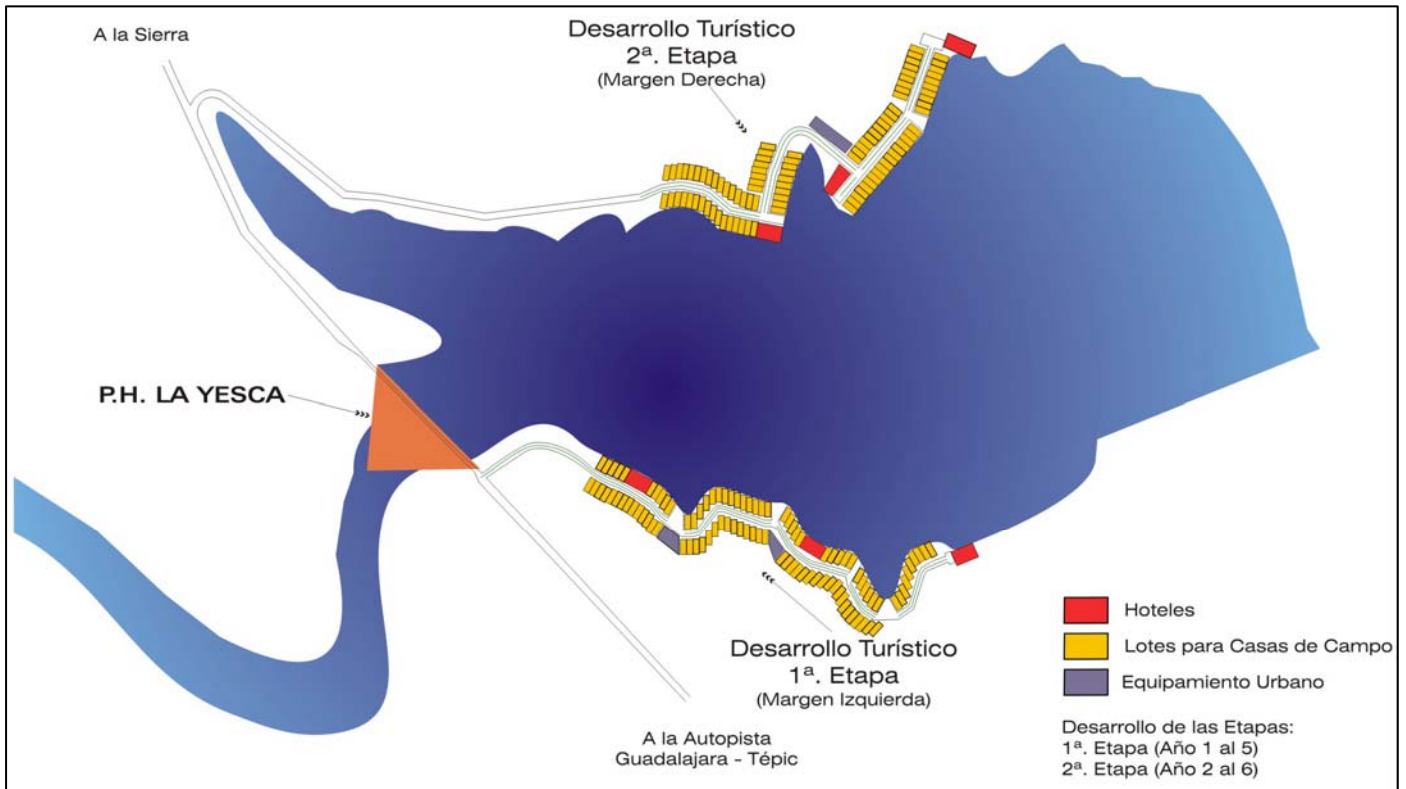 A la Sierra
Desarrollo Turístico
2ª. Etapa
(Margen Derecha)
P.H. LA YESCA
Desarrollo Turístico
1ª. Etapa
(Margen Izquierda)
A la Autopista
Guadalajara - Tépic
Hoteles
Lotes para Casas de Campo
Equipamiento Urbano
Desarrollo de las Etapas:
1ª. Etapa (Año 1 al 5)
2ª. Etapa (Año 2 al 6)